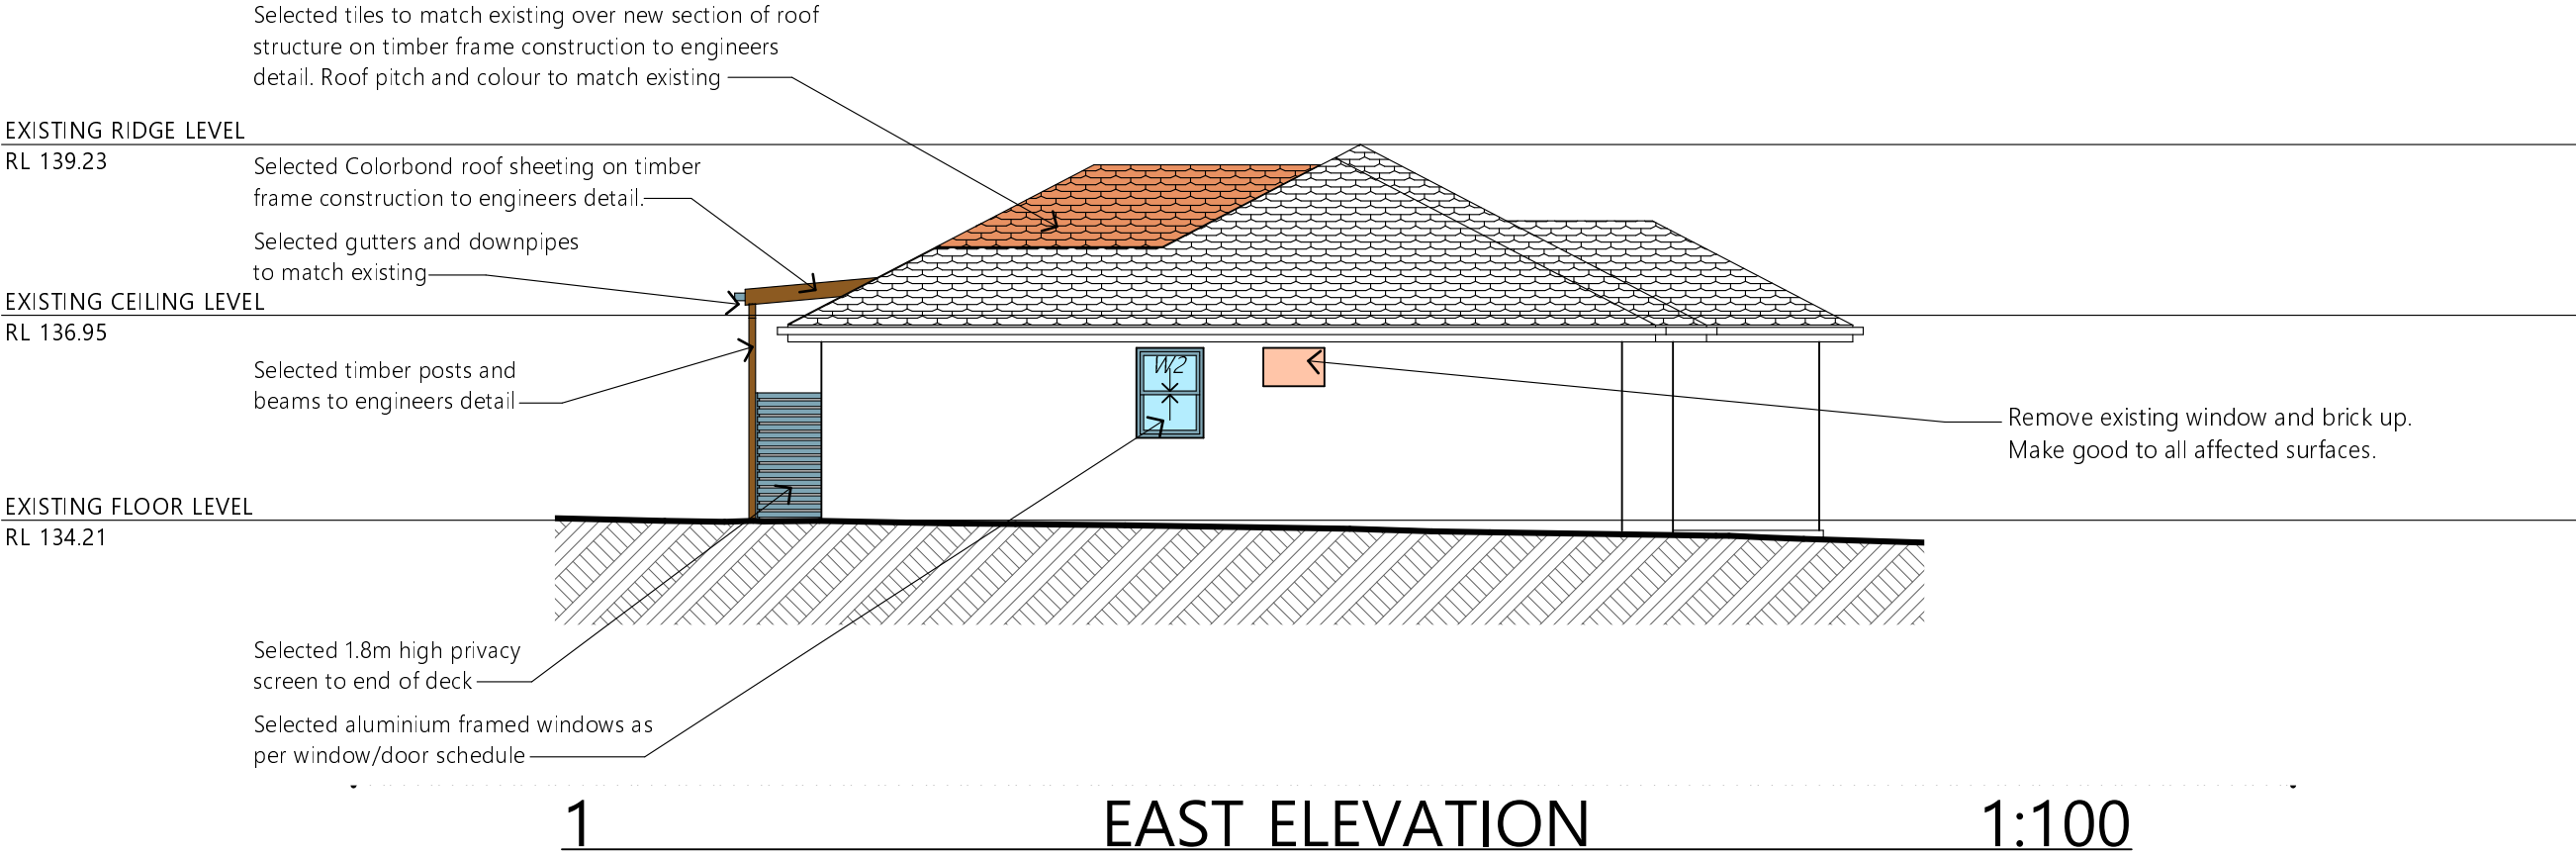 Selected tiles to match existing over new section of roof
structure on timber frame construction to engineers
detail. Roof pitch and colour to match existing
EXISTING RIDGE LEVEL
RL 139.23
Selected Colorbond roof sheeting on timber
frame construction to engineers detail.
Selected gutters and downpipes
to match existing
EXISTING CEILING LEVEL
RL 136.95
Selected timber posts and
beams to engineers detail
W2
Remove existing window and brick up.
Make good to all affected surfaces.
EXISTING FLOOR LEVEL
RL 134.21
Selected 1.8m high privacy
screen to end of deck
Selected aluminium framed windows as
per window/door schedule
1 EAST ELEVATION 1:100